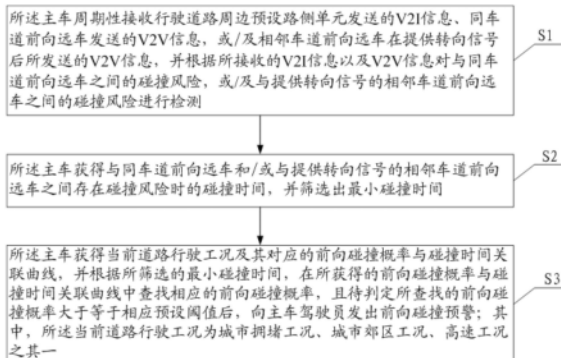 所述主车周期性接收行驶道路周边预设路侧单元发送的V2I信息、同车
道前向远车发送的V2V信息，或/及相邻车道前向远车在提供转向信号
后所发送的V2V信息，并根据所接收的V2I信息以及V2V信息对与同车
道前向远车之间的碰撞风险，或/及与提供转向信号的相邻车道前向远
车之间的碰撞风险进行检测
S1
所述主车获得与同车道前向远车和/或与提供转向信号的相邻车道前向
远车之间存在碰撞风险时的碰撞时间，并筛选出最小碰撞时间
S2
所述主车获得当前道路行驶工况及其对应的前向碰撞概率与碰撞时间关
联曲线，并根据所筛选的最小碰撞时间，在所获得的前向碰撞概率与碰
撞时间关联曲线中查找相应的前向碰撞概率，且待判定所查找的前向碰
撞概率大于等于相应预设阈值后，向主车驾驶员发出前向碰撞预警；其
中，所述当前道路行驶工况为城市拥堵工况、城市郊区工况、高速工况
之其一
S3